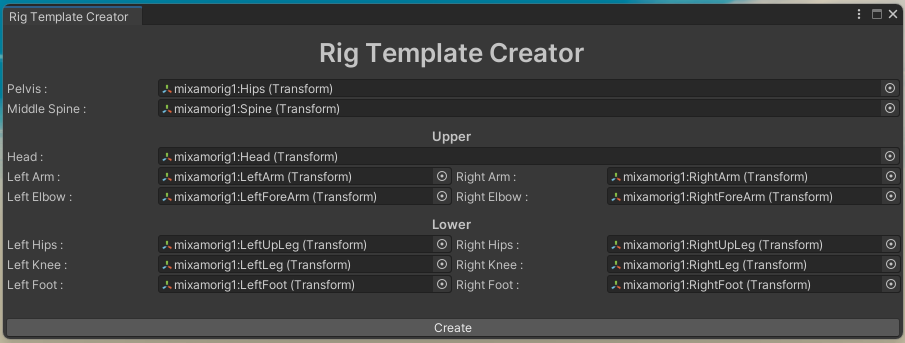 Rig Template Creator
Rig Template Creator
Pelvis : mixamorig1:Hips (Transform)
Middle Spine : mixamorig1:Spine (Transform)
Upper
Head : mixamorig1:Head (Transform)
Left Arm : mixamorig1:LeftArm (Transform) Right Arm : mixamorig1:RightArm (Transform)
Left Elbow : mixamorig1:LeftForeArm (Transform) Right Elbow : mixamorig1:RightForeArm (Transform)
Lower
Left Hips : mixamorig1:LeftUpLeg (Transform) Right Hips : mixamorig1:RightUpLeg (Transform)
Left Knee : mixamorig1:LeftLeg (Transform) Right Knee : mixamorig1:RightLeg (Transform)
Left Foot : mixamorig1:LeftFoot (Transform) Right Foot : mixamorig1:RightFoot (Transform)
Create